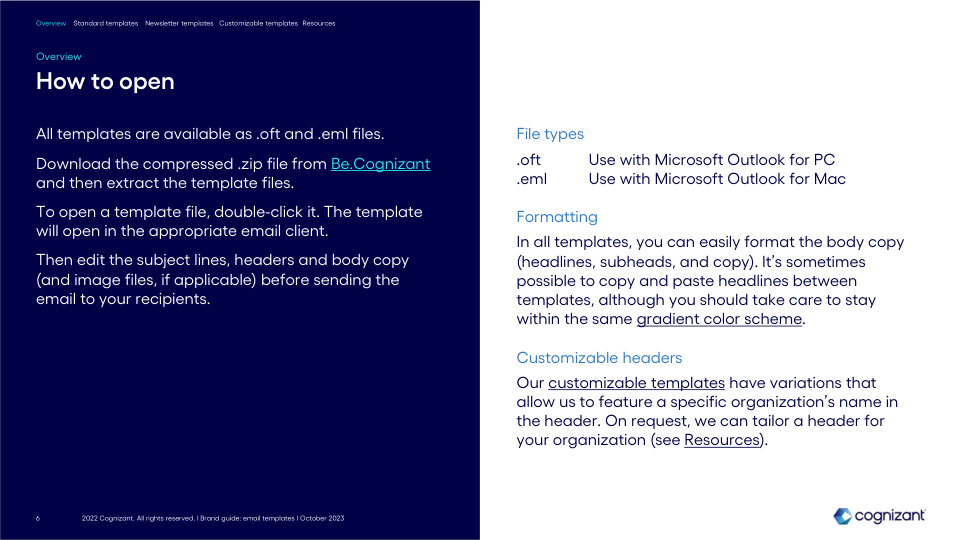 Overview Standard templates Newsletter templates Customizable templates Resources
Overview
How to open
All templates are available as .oft and .eml files.
Download the compressed .zip file from Be.Cognizant
and then extract the template files.
To open a template file, double-click it. The template
will open in the appropriate email client.
Then edit the subject lines, headers and body copy
(and image files, if applicable) before sending the
email to your recipients.
File types
.oft Use with Microsoft Outlook for PC
.eml Use with Microsoft Outlook for Mac
Formatting
In all templates, you can easily format the body copy
(headlines, subheads, and copy). It’s sometimes
possible to copy and paste headlines between
templates, although you should take care to stay
within the same gradient color scheme.
Customizable headers
Our customizable templates have variations that
allow us to feature a specific organization’s name in
the header. On request, we can tailor a header for
your organization (see Resources).
6 2022 Cognizant. All rights reserved. | Brand guide: email templates | October 2023
cognizant